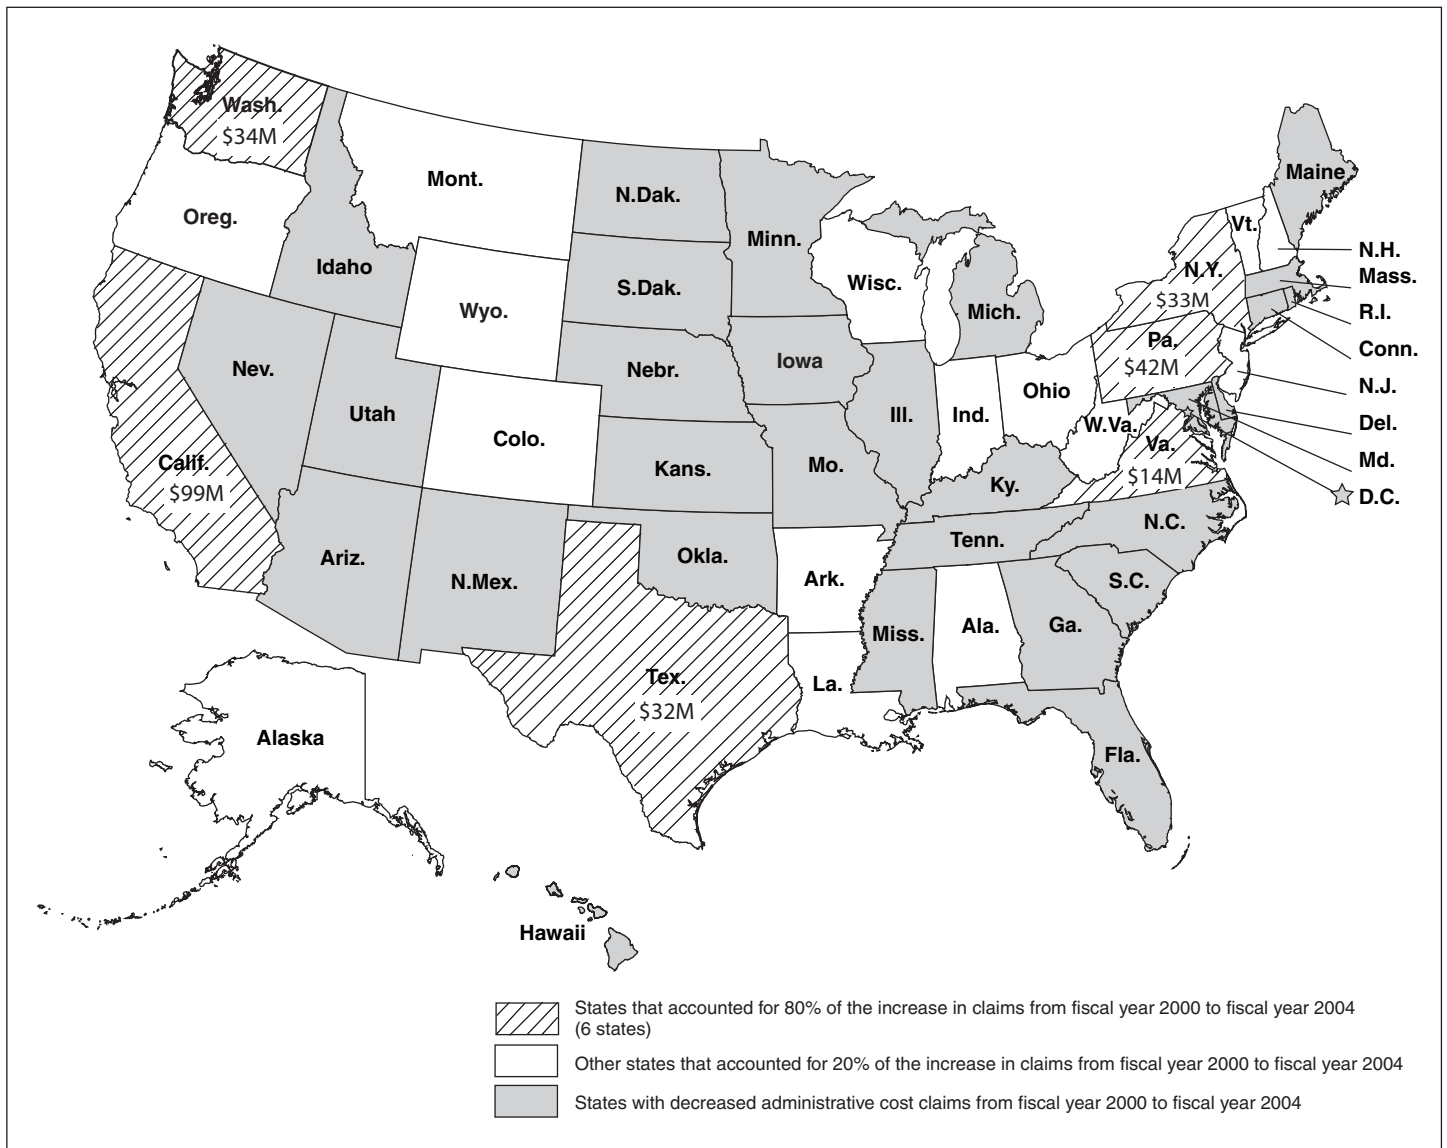 Wash.
$34M
Mont.
Oreg.
Idaho
Wyo.
N.Dak.
S.Dak.
Minn.
Wisc.
Mich.
Maine
Vt.
N.H.
Mass.
R.I.
Conn.
N.J.
Del.
Md.
D.C.
N.Y.
$33M
Pa.
$42M
Nev.
Utah
Colo.
Nebr.
Iowa
Kans.
Mo.
Ill.
Ind.
Ohio
W.Va.
Va.
$14M
Ky.
Calif.
$99M
Ariz.
N.Mex.
Okla.
Ark.
Tenn.
N.C.
S.C.
Miss.
Ala.
Ga.
Tex.
$32M
La.
Fla.
Alaska
Hawaii
States that accounted for 80% of the increase in claims from fiscal year 2000 to fiscal year 2004
(6 states)
Other states that accounted for 20% of the increase in claims from fiscal year 2000 to fiscal year 2004
States with decreased administrative cost claims from fiscal year 2000 to fiscal year 2004